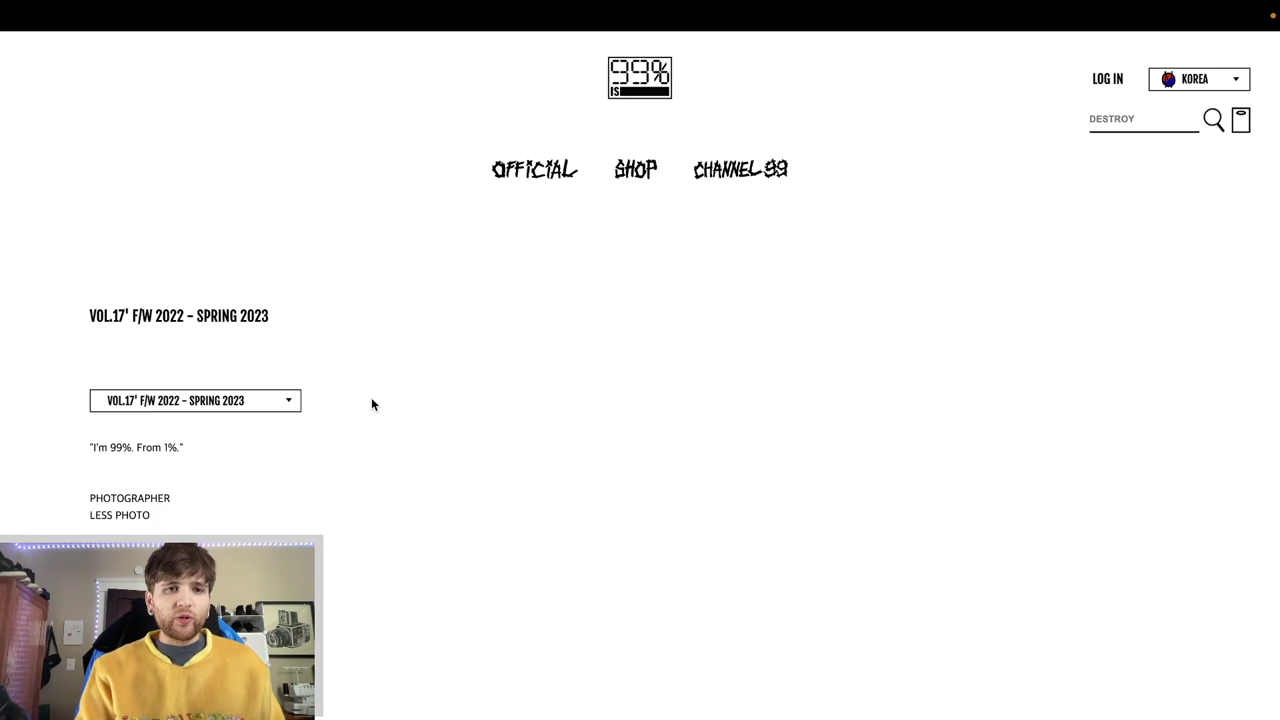 99%
IS
LOG IN
KOREA
DESTROY
OFFICIAL
SHOP
CHANNEL 99
VOL.17' F/W 2022 - SPRING 2023
VOL.17' F/W 2022 - SPRING 2023
"I'm 99%. From 1%."
PHOTOGRAPHER
LESS PHOTO